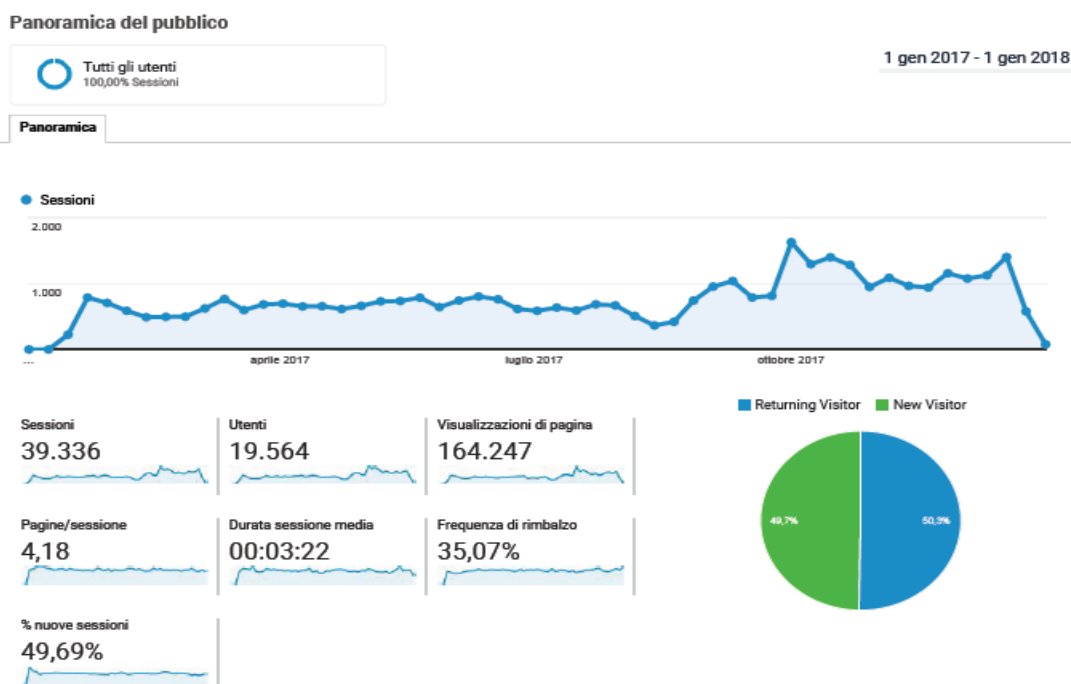 Panoramica del pubblico
Tutti gli utenti
100,00% Sessioni
1 gen 2017 - 1 gen 2018
Panoramica
Sessioni
2.000
1.000
...
aprile 2017
luglio 2017
ottobre 2017
Returning Visitor
New Visitor
Sessioni
39.336
Utenti
19.564
Visualizzazioni di pagina
164.247
49,7%
50,3%
Pagine/sessione
4,18
Durata sessione media
00:03:22
Frequenza di rimbalzo
35,07%
% nuove sessioni
49,69%